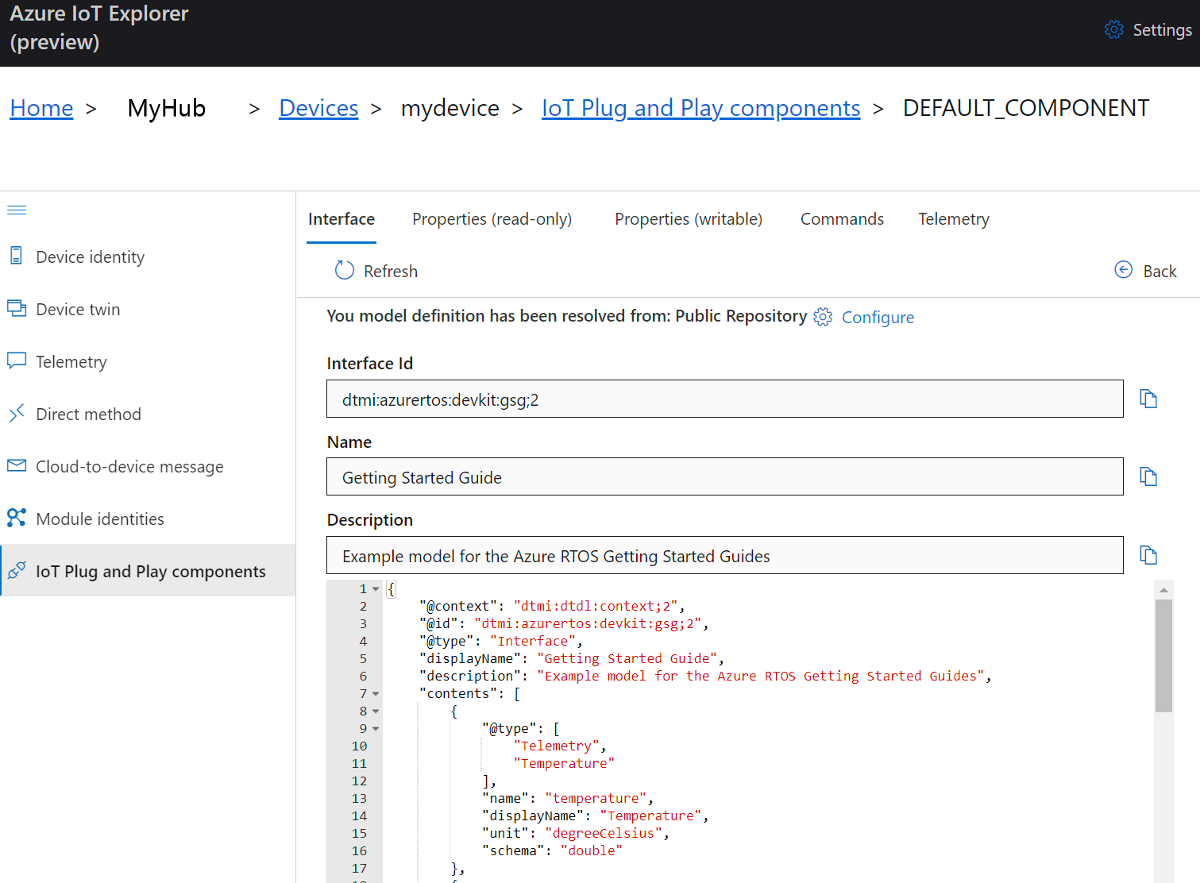 Azure IoT Explorer
(preview)
Settings
Home > MyHub > Devices > mydevice > IoT Plug and Play components > DEFAULT_COMPONENT
Device identity
Device twin
Telemetry
Direct method
Cloud-to-device message
Module identities
IoT Plug and Play components
Interface Properties (read-only) Properties (writable) Commands Telemetry
Refresh Back
You model definition has been resolved from: Public Repository Configure
Interface Id
dtmi:azurertos:devkit:gsg;2
Name
Getting Started Guide
Description
Example model for the Azure RTOS Getting Started Guides
1 {
2 "@context": "dtmi:dtdl:context;2",
3 "@id": "dtmi:azurertos:devkit:gsg;2",
4 "@type": "Interface",
5 "displayName": "Getting Started Guide",
6 "description": "Example model for the Azure RTOS Getting Started Guides",
7 "contents": [
8 {
9 "@type": [
10 "Telemetry",
11 "Temperature"
12 ],
13 "name": "temperature",
14 "displayName": "Temperature",
15 "unit": "degreeCelsius",
16 "schema": "double"
17 },